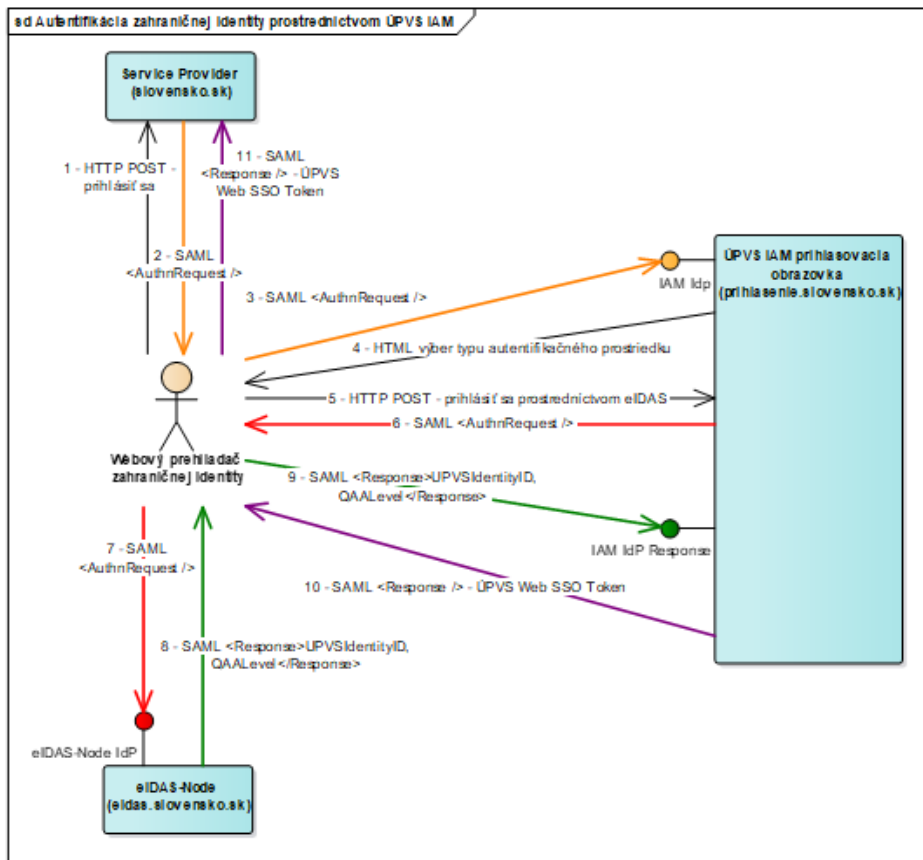 sd Autentifikácia zahraničnej identity prostredníctvom ÚPVS IAM
Service Provider
(slovensko.sk)
1 - HTTP POST -
prihlásiť sa
11 - SAML
<Response /> - ÚPVS
Web SSO Token
2 - SAML
<AuthnRequest />
3 - SAML <AuthnRequest />
IAM Idp
ÚPVS IAM prihlasovacia
obrazovka
(prihlasenie.slovensko.sk)
4 - HTML výber typu autentifikačného prostriedku
5 - HTTP POST - prihlásiť sa prostredníctvom eIDAS
6 - SAML <AuthnRequest />
Webový prehliadač
zahraničnej identity
9 - SAML <Response>UPVSIdentityID,
QAALevel</Response>
IAM IdP Response
7 - SAML
<AuthnRequest />
10 - SAML <Response /> - ÚPVS Web SSO Token
8 - SAML <Response>UPVSIdentityID,
QAALevel</Response>
eIDAS-Node IdP
eIDAS-Node
(eidas.slovensko.sk)